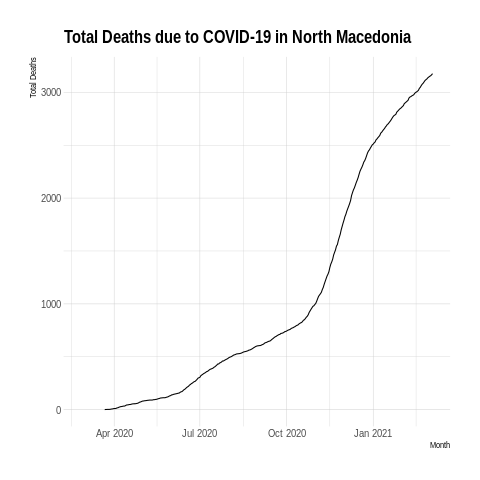 Total Deaths due to COVID-19 in North Macedonia
Total Deaths
3000
2000
1000
0
Apr 2020 Jul 2020 Oct 2020 Jan 2021
Month